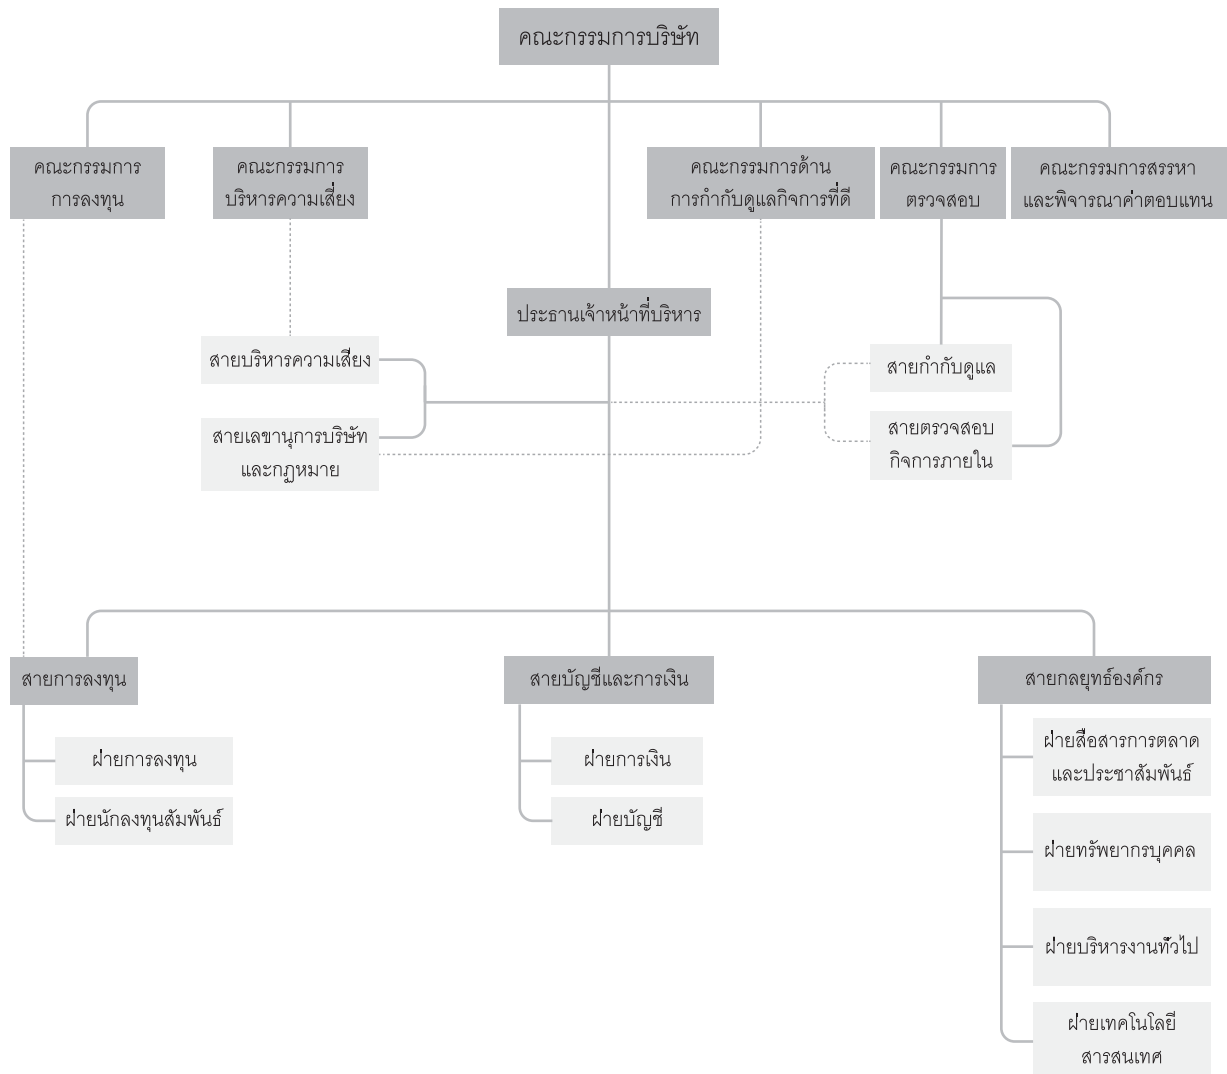 คณะกรรมการบริษัท
คณะกรรมการ
การลงทุน
คณะกรรมการ
บริหารความเสี่ยง
คณะกรรมการด้าน
การกำกับดูแลกิจการที่ดี
คณะกรรมการ
ตรวจสอบ
คณะกรรมการสรรหา
และพิจารณาค่าตอบแทน
ประธานเจ้าหน้าที่บริหาร
สายบริหารความเสี่ยง
สายเลขานุการบริษัท
และกฎหมาย
สายกำกับดูแล
สายตรวจสอบ
กิจการภายใน
สายการลงทุน
ฝ่ายการลงทุน
ฝ่ายนักลงทุนสัมพันธ์
สายบัญชีและการเงิน
ฝ่ายการเงิน
ฝ่ายบัญชี
สายกลยุทธ์องค์กร
ฝ่ายสื่อสารการตลาด
และประชาสัมพันธ์
ฝ่ายทรัพยากรบุคคล
ฝ่ายบริหารงานทั่วไป
ฝ่ายเทคโนโลยี
สารสนเทศ